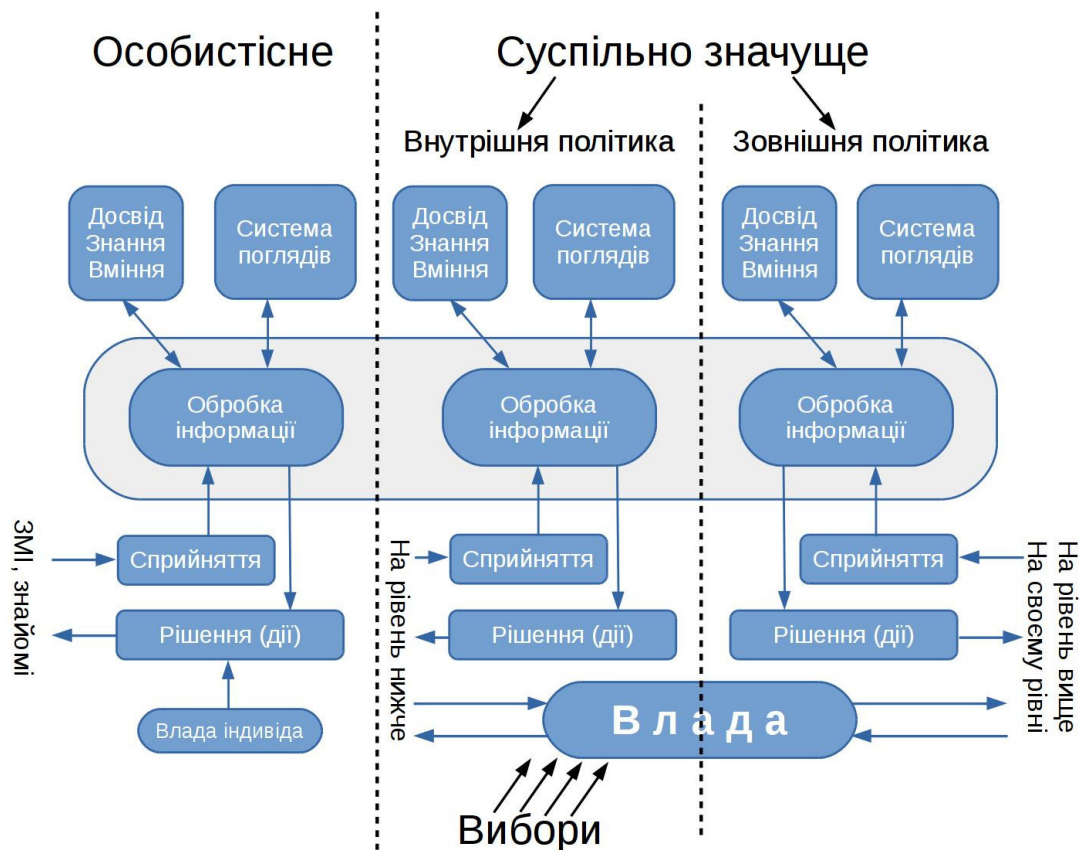 Особистісне
Суспільно значуще
Внутрішня політика
Зовнішня політика
Досвід
Знання
Вміння
Система
поглядів
Досвід
Знання
Вміння
Система
поглядів
Досвід
Знання
Вміння
Система
поглядів
Обробка
інформації
Обробка
інформації
Обробка
інформації
ЗМІ, знайомі
Сприйняття
Рішення (дії)
Влада індивіда
На рівень нижче
Сприйняття
Рішення (дії)
Сприйняття
Рішення (дії)
На рівень вище
На своєму рівні
Влада
Вибори